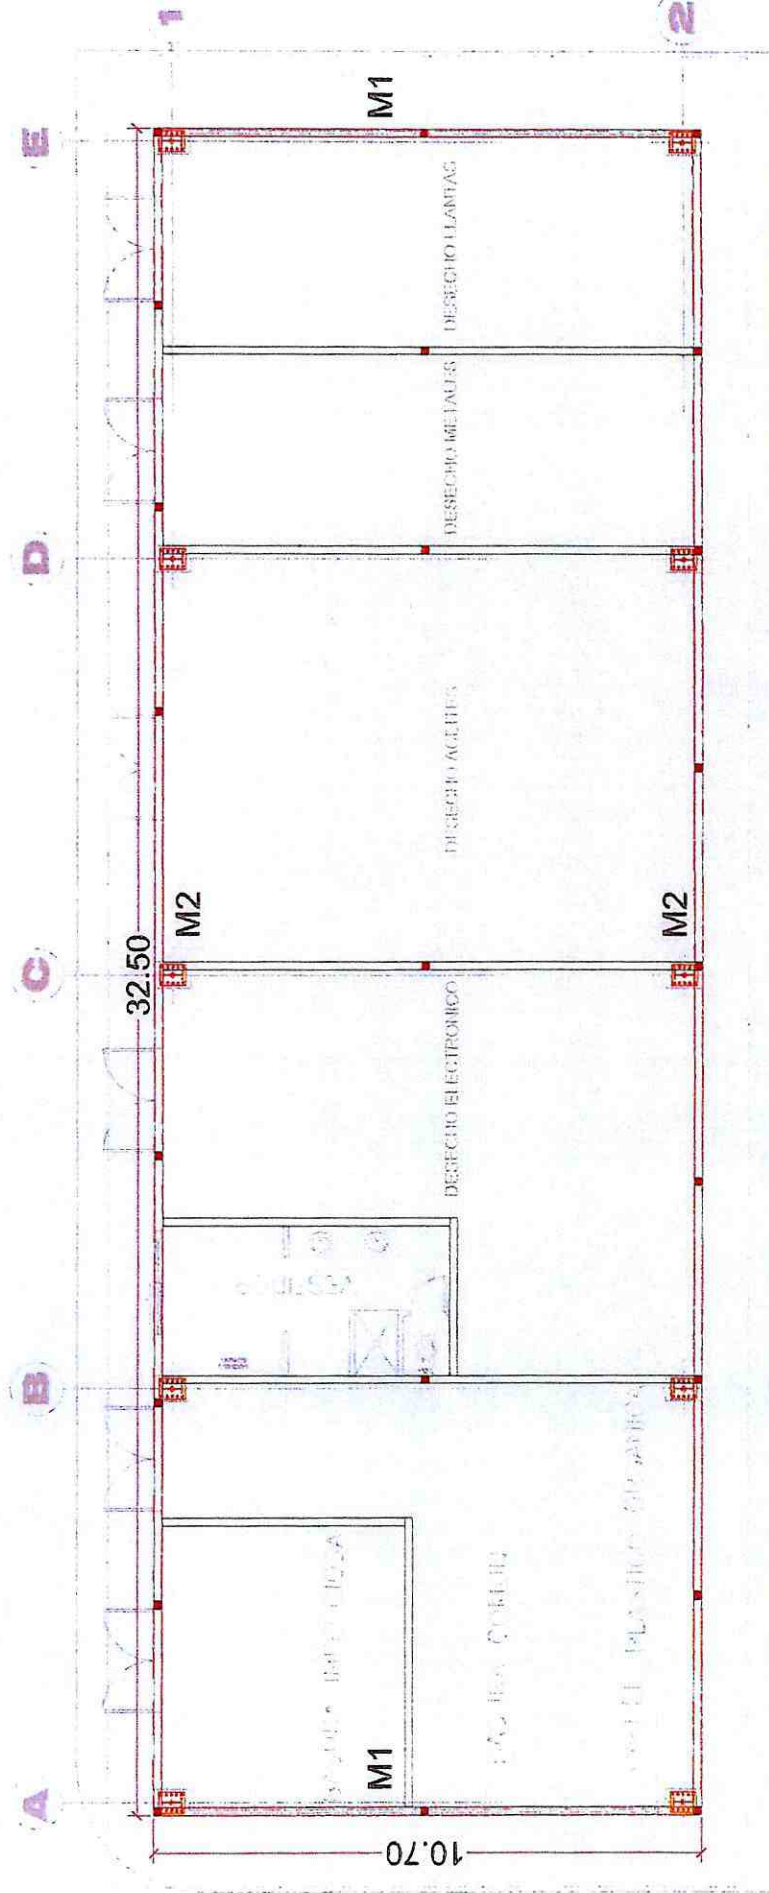 A
B
C
D
E
1
2
32.50
10.70
M1
M2
M2
M1
DESECHO ELECTRONICO
DESECHO ACEITES
DESECHO METALES
DESECHO LLANTAS